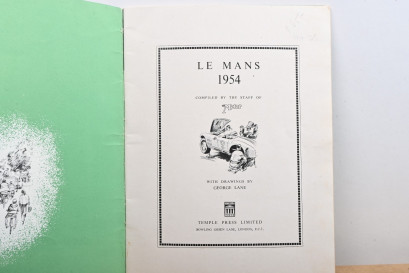 LE MANS
1954
COMPILED BY THE STAFF OF
WITH DRAWINGS BY
GEORGE LANE
TEMPLE PRESS LIMITED
BOWLING GREEN LANE, LONDON, E.C.1